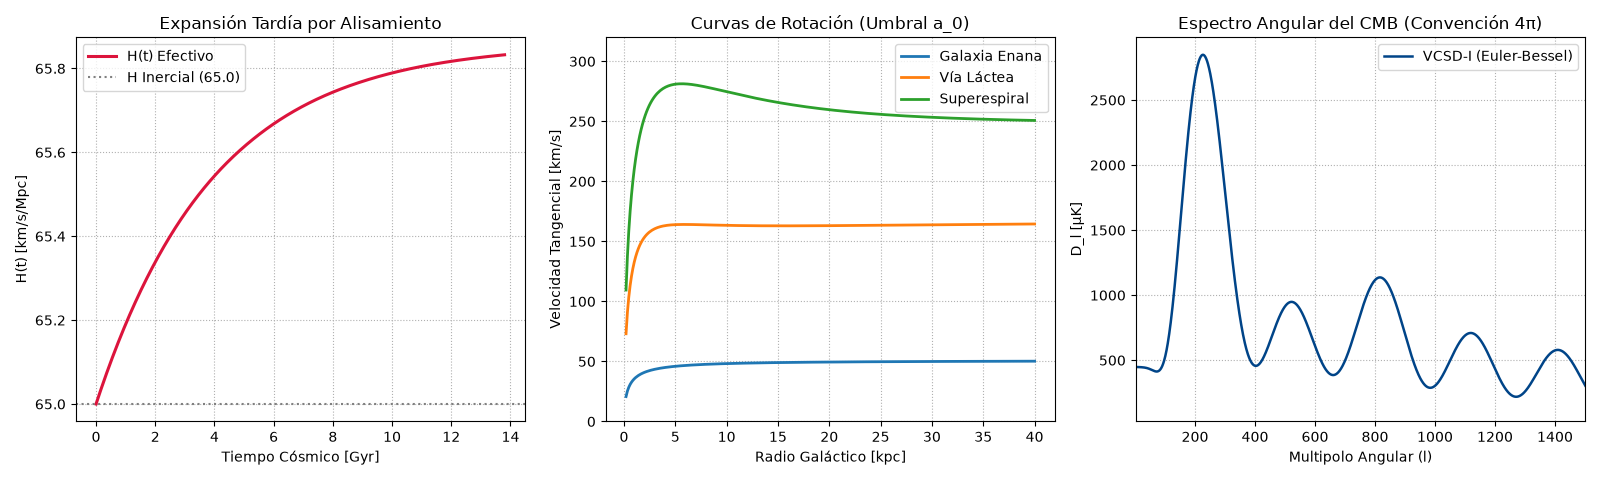 Expansión Tardía por Alisamiento
H(t) Efectivo
H Inercial (65.0)
65.8
65.6
65.4
65.2
65.0
H(t) [km/s/Mpc]
0 2 4 6 8 10 12 14
Tiempo Cósmico [Gyr]
Curvas de Rotación (Umbral a_0)
Galaxia Enana
Vía Láctea
Superespiral
300
250
200
150
100
50
0
Velocidad Tangencial [km/s]
0 5 10 15 20 25 30 35 40
Radio Galáctico [kpc]
Espectro Angular del CMB (Convención 4π)
VCSD-I (Euler-Bessel)
2500
2000
1500
1000
500
D_l [μK]
200 400 600 800 1000 1200 1400
Multipolo Angular (l)